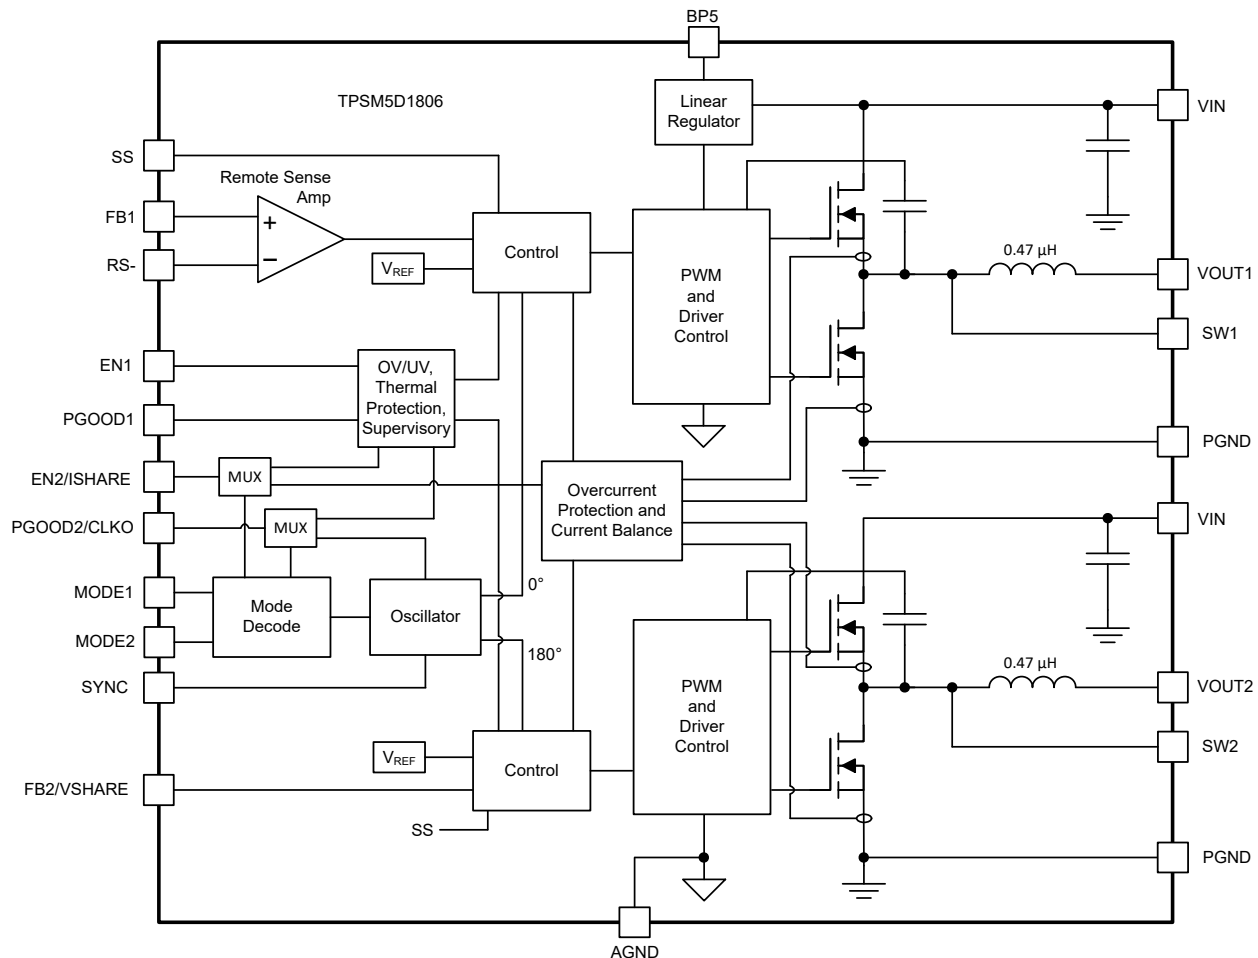 BP5
TPSM5D1806
Linear
Regulator
VIN
SS
Remote Sense
Amp
FB1
+
RS-
−
Control
VREF
PWM
and
Driver
Control
0.47 µH
VOUT1
SW1
EN1
OV/UV,
Thermal
Protection,
Supervisory
PGOOD1
PGND
EN2/ISHARE
MUX
Overcurrent
Protection and
Current Balance
PGOOD2/CLKO
MUX
VIN
MODE1
Mode
Decode
Oscillator
0°
MODE2
180°
SYNC
PWM
and
Driver
Control
0.47 µH
VOUT2
SW2
VREF
Control
FB2/VSHARE
SS
PGND
AGND